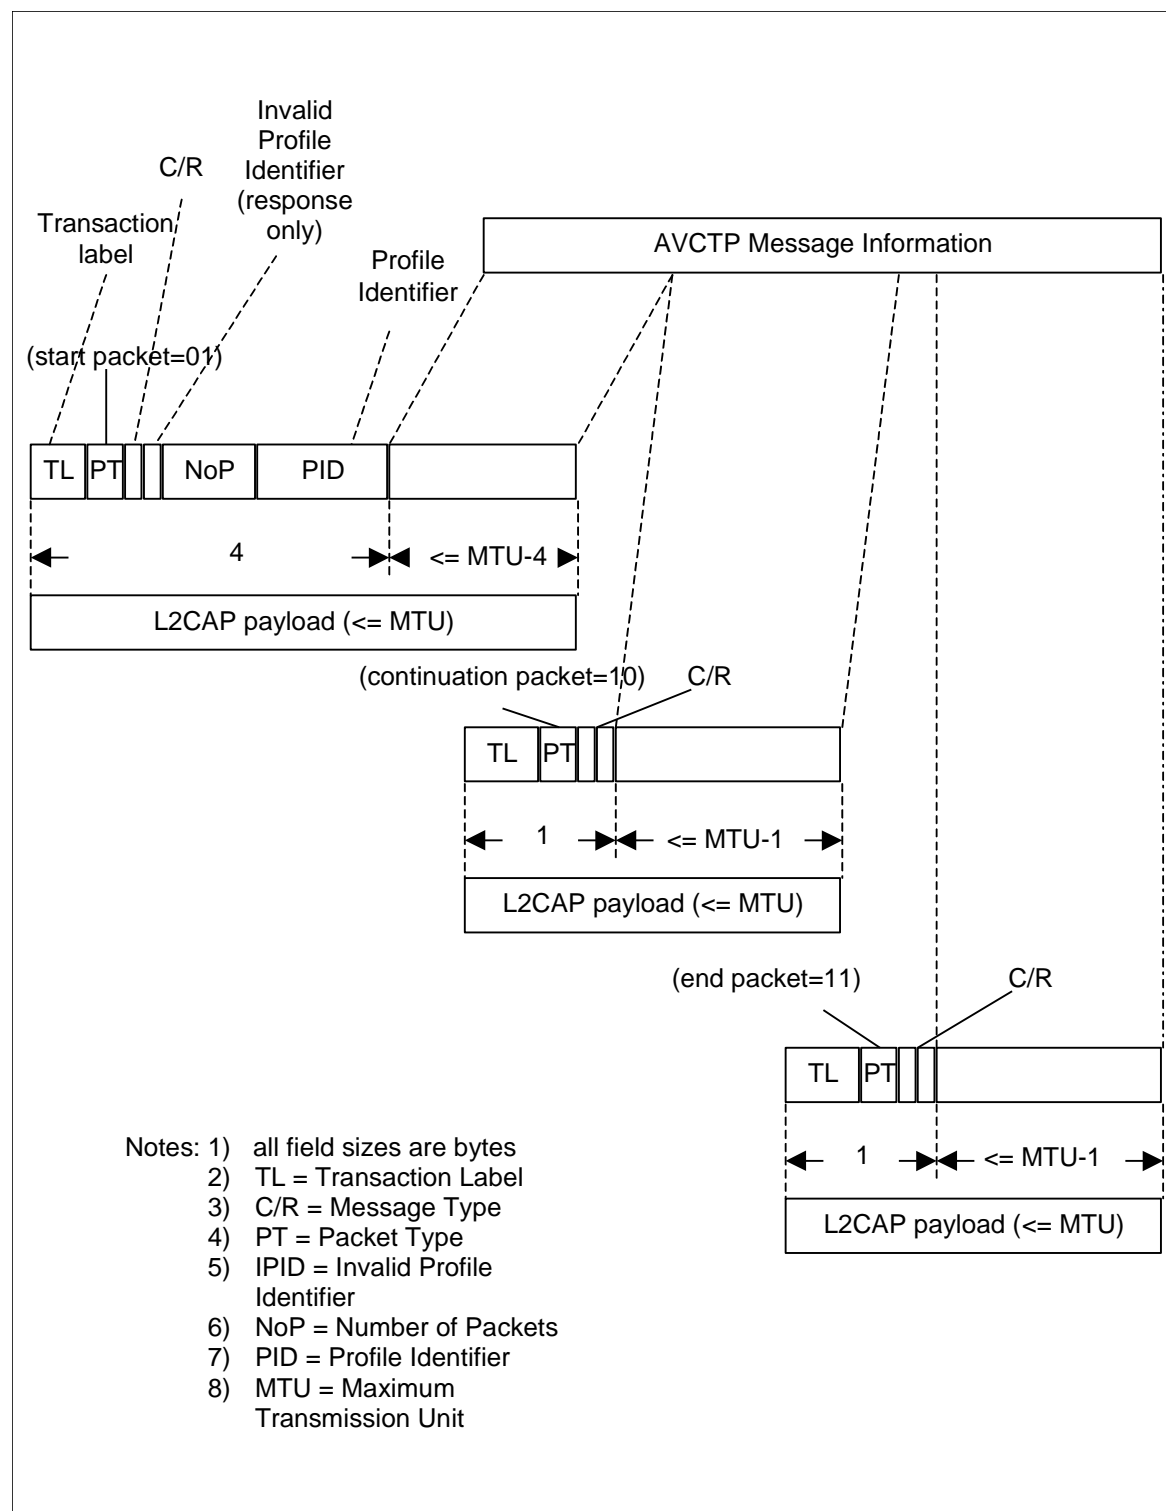 Invalid
Profile
Identifier
(response
only)
C/R
Transaction
label
Profile
Identifier
AVCTP Message Information
(start packet=01)
TL PT NoP PID
4 <= MTU-4
L2CAP payload (<= MTU)
(continuation packet=10) C/R
TL PT
1 <= MTU-1
L2CAP payload (<= MTU)
(end packet=11) C/R
TL PT
1 <= MTU-1
L2CAP payload (<= MTU)
Notes: 1) all field sizes are bytes
2) TL = Transaction Label
3) C/R = Message Type
4) PT = Packet Type
5) IPID = Invalid Profile
Identifier
6) NoP = Number of Packets
7) PID = Profile Identifier
8) MTU = Maximum
Transmission Unit